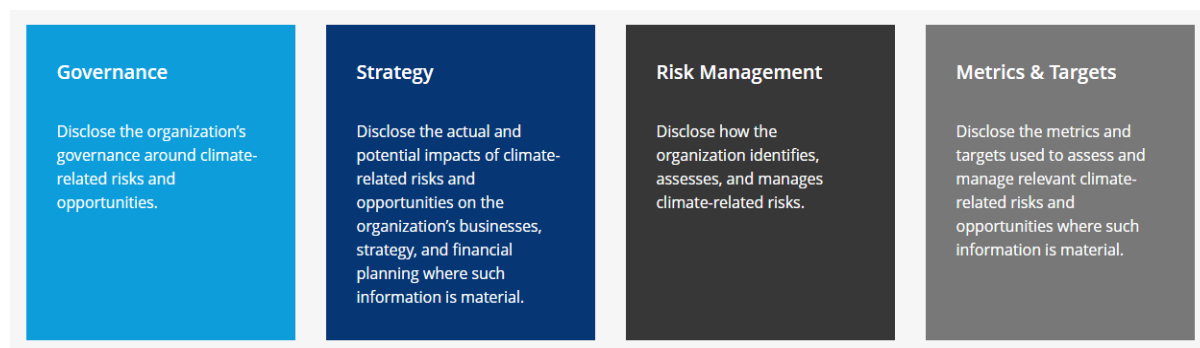 Governance
Disclose the organization’s
governance around climate-
related risks and
opportunities.
Strategy
Disclose the actual and
potential impacts of climate-
related risks and
opportunities on the
organization’s businesses,
strategy, and financial
planning where such
information is material.
Risk Management
Disclose how the
organization identifies,
assesses, and manages
climate-related risks.
Metrics & Targets
Disclose the metrics and
targets used to assess and
manage relevant climate-
related risks and
opportunities where such
information is material.